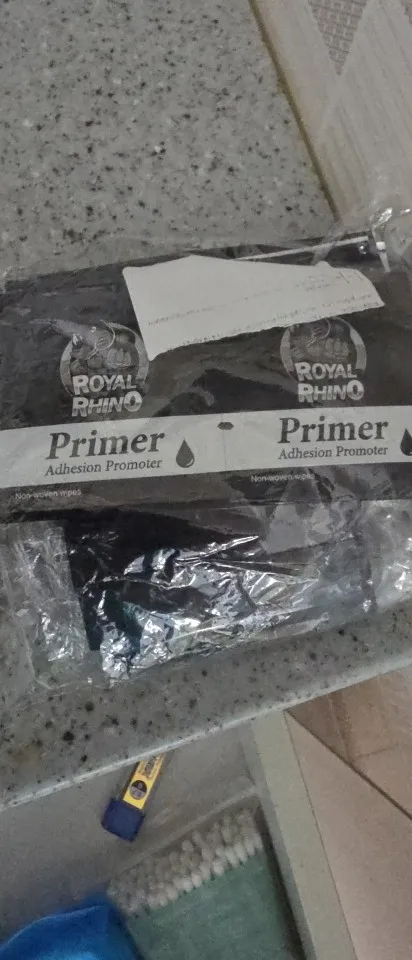 ROYAL
RHINO
Primer
Adhesion Promoter
Non-woven wipes
ROYAL
RHINO
Primer
Adhesion Promoter
Non-woven wipes